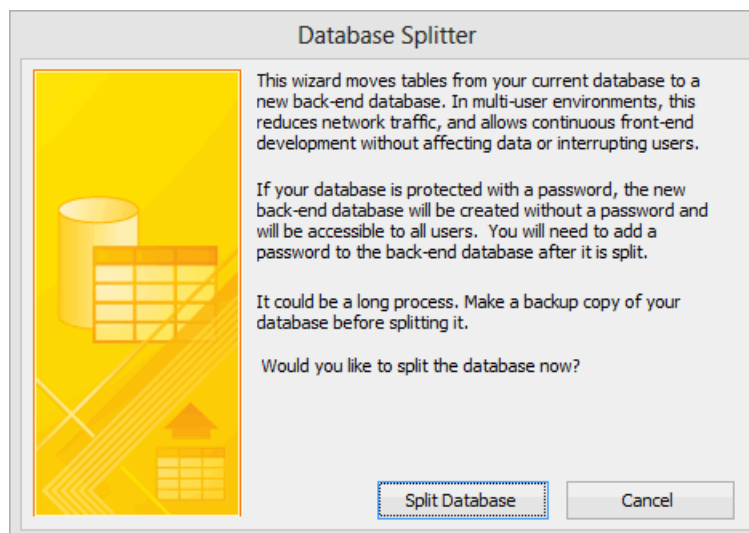 Database Splitter
This wizard moves tables from your current database to a
new back-end database. In multi-user environments, this
reduces network traffic, and allows continuous front-end
development without affecting data or interrupting users.
If your database is protected with a password, the new
back-end database will be created without a password and
will be accessible to all users.  You will need to add a
password to the back-end database after it is split.
It could be a long process. Make a backup copy of your
database before splitting it.
Would you like to split the database now?
Split Database
Cancel